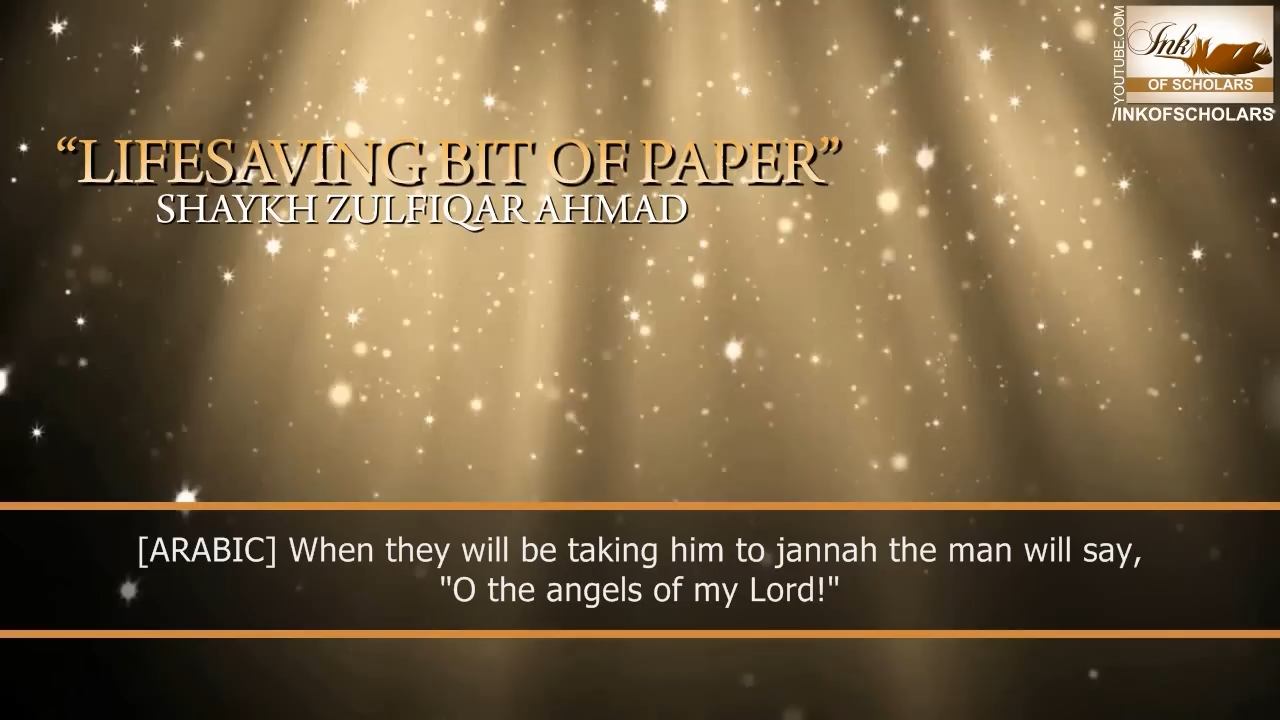 “LIFESAVING BIT OF PAPER”
SHAYKH ZULFIQAR AHMAD
YOUTUBE.COM
Ink
OF SCHOLARS
/INKOFSCHOLARS
[ARABIC] When they will be taking him to jannah the man will say,
"O the angels of my Lord!"